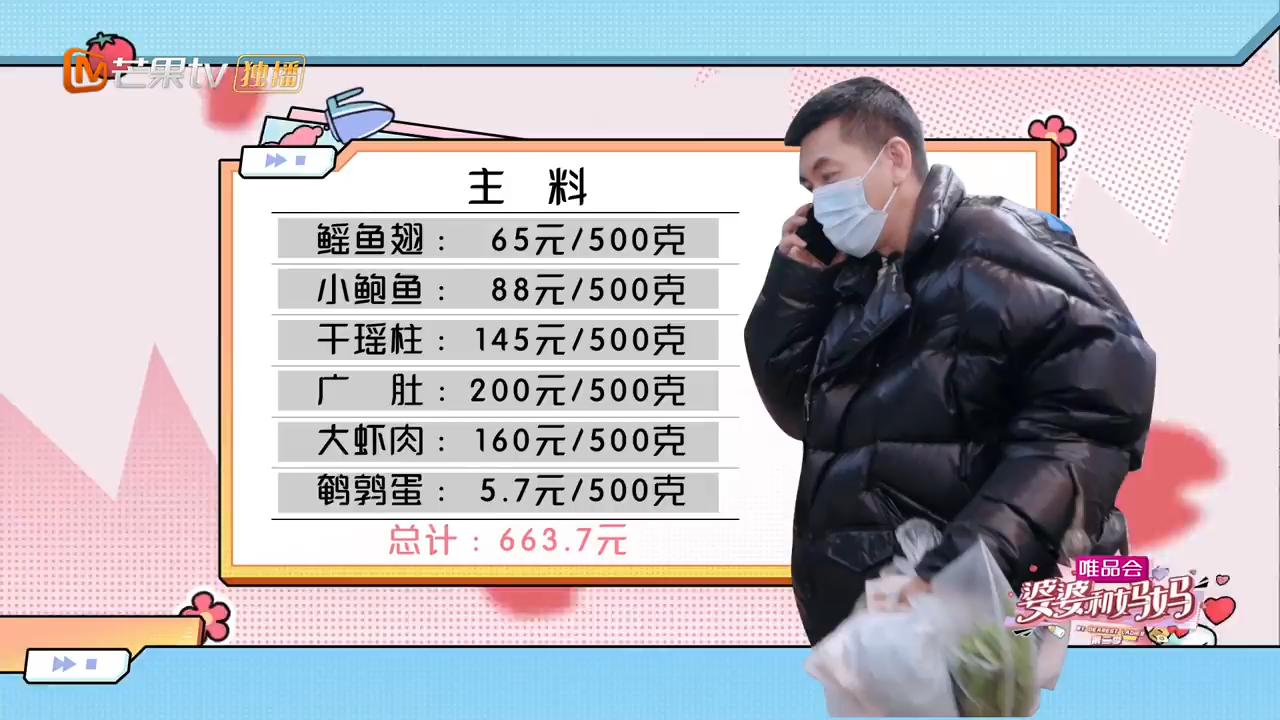 芒果tv 独播
主 料
鳐鱼翅： 65元/500克
小鲍鱼： 88元/500克
干瑶柱： 145元/500克
广 肚： 200元/500克
大虾肉： 160元/500克
鹌鹑蛋： 5.7元/500克
总计：663.7元
唯品会
婆婆和妈妈
MY DEAREST LADIES